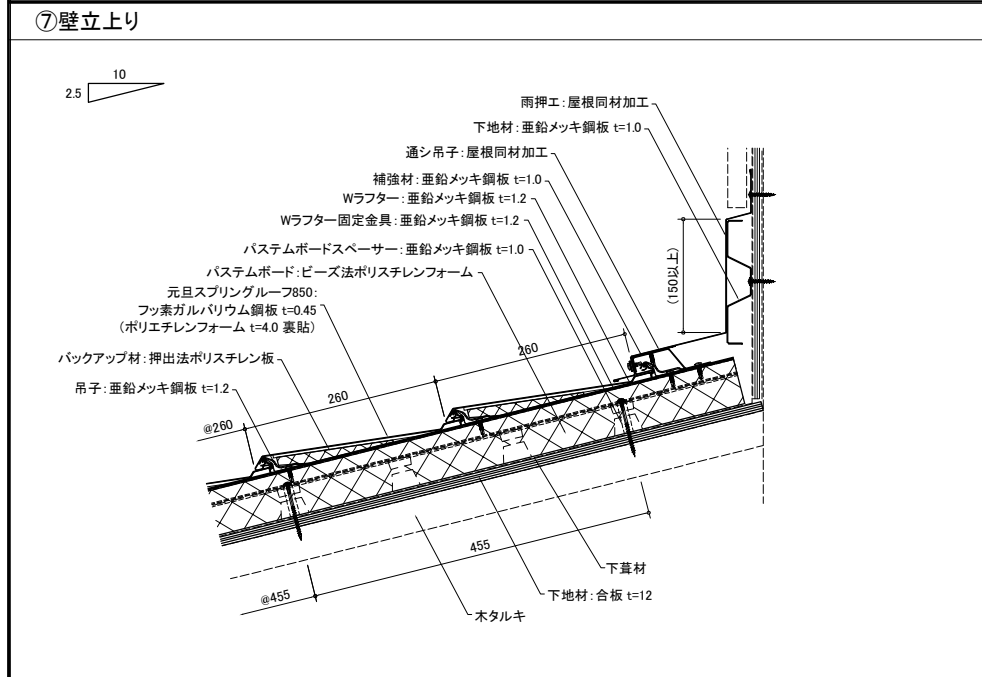 ⑦壁立上り
10
2.5
雨押エ:屋根同材加工
下地材:亜鉛メッキ鋼板 t=1.0
通シ吊子:屋根同材加工
補強材:亜鉛メッキ鋼板 t=1.0
Wラフター:亜鉛メッキ鋼板 t=1.2
Wラフター固定金具:亜鉛メッキ鋼板 t=1.2
パステムボードスペーサー:亜鉛メッキ鋼板 t=1.0
パステムボード:ビーズ法ポリスチレンフォーム
元旦スプリングルーフ850:
フッ素ガルバリウム鋼板 t=0.45
(ポリエチレンフォーム t=4.0 裏貼)
バックアップ材:押出法ポリスチレン板
吊子:亜鉛メッキ鋼板 t=1.2
(150以上)
260
260
@260
455
@455
下葺材
下地材:合板 t=12
木タルキ